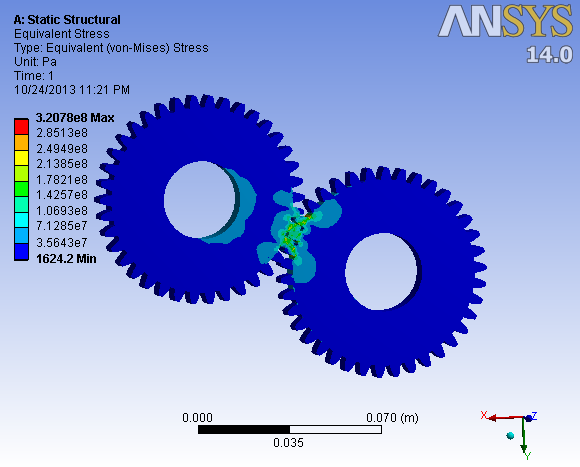 A: Static Structural
Equivalent Stress
Type: Equivalent (von-Mises) Stress
Unit: Pa
Time: 1
10/24/2013 11:21 PM
ANSYS
14.0
3.2078e8 Max
2.8513e8
2.4949e8
2.1385e8
1.7821e8
1.4257e8
1.0693e8
7.1285e7
3.5643e7
1624.2 Min
0.000
0.070 (m)
0.035
X
Z
Y